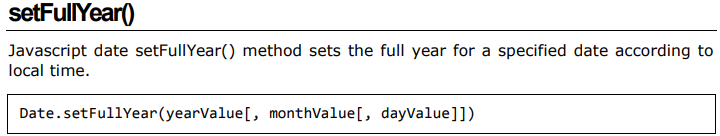 setFullYear()
Javascript date setFullYear() method sets the full year for a specified date according to
local time.
Date.setFullYear(yearValue[, monthValue[, dayValue]])